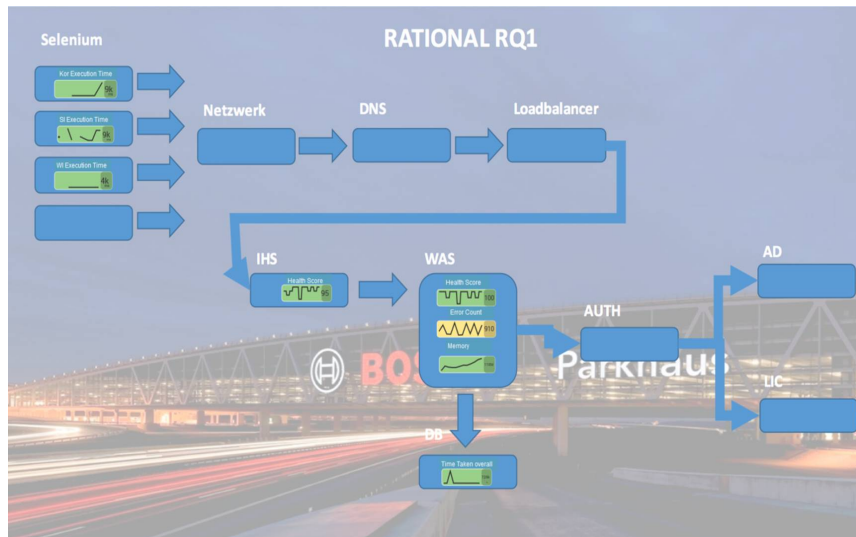 Selenium
RATIONAL RQ1
Kor Execution Time
9k
SI Execution Time
9k
WI Execution Time
4k
Netzwerk
DNS
Loadbalancer
IHS
Health Score
95
WAS
Health Score
100
Error Count
910
Memory
AUTH
AD
LIC
BOS
Parkhaus
BB
Time Taken overall